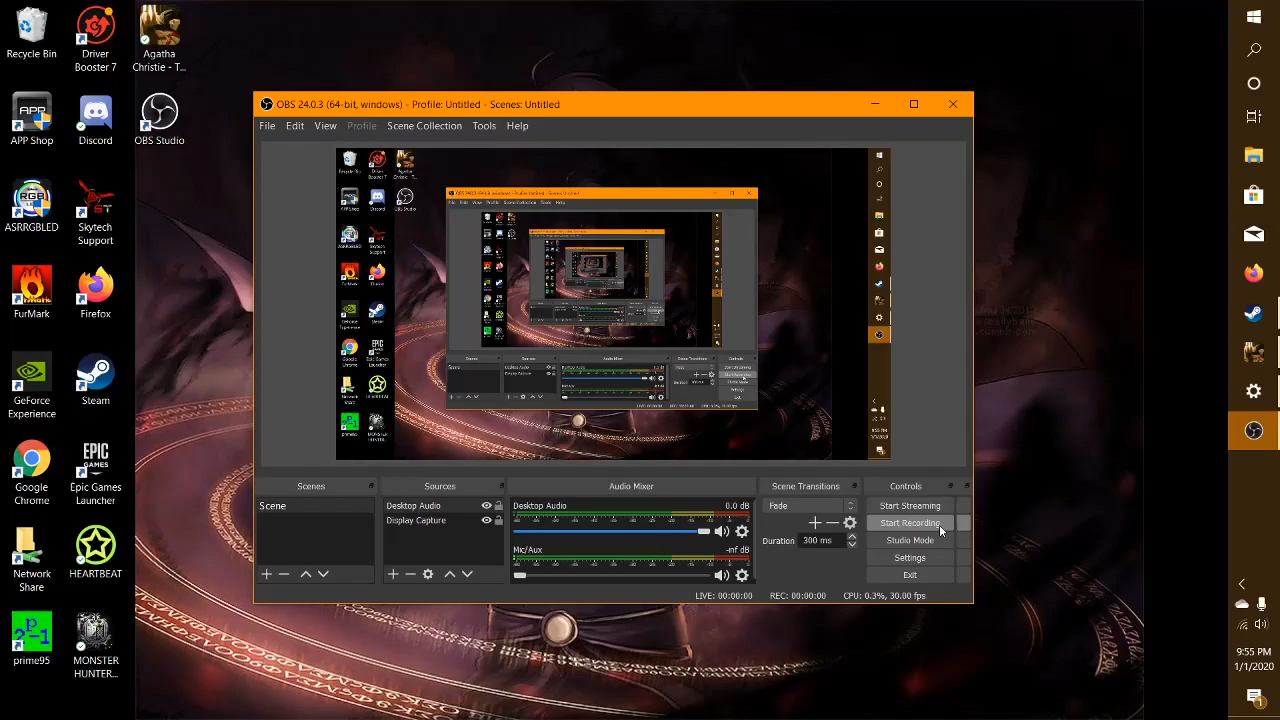 Recycle Bin
Driver
Booster 7
Agatha
Christie - T...
APP Shop
Discord
OBS Studio
ASRRGBLED
Skytech
Support
FurMark
Firefox
GeForce
Experience
Steam
Google
Chrome
Epic Games
Launcher
Network
Share
HEARTBEAT
prime95
MONSTER
HUNTER...
OBS 24.0.3 (64-bit, windows) - Profile: Untitled - Scenes: Untitled
File Edit View Profile Scene Collection Tools Help
Scenes
Scene
Sources
Desktop Audio
Display Capture
Audio Mixer
Desktop Audio 0.0 dB
Mic/Aux -inf dB
Scene Transitions
Fade
Duration 300 ms
Controls
Start Streaming
Start Recording
Studio Mode
Settings
Exit
LIVE: 00:00:00 REC: 00:00:00 CPU: 0.3%, 30.00 fps
9:55 PM
1/1/2020